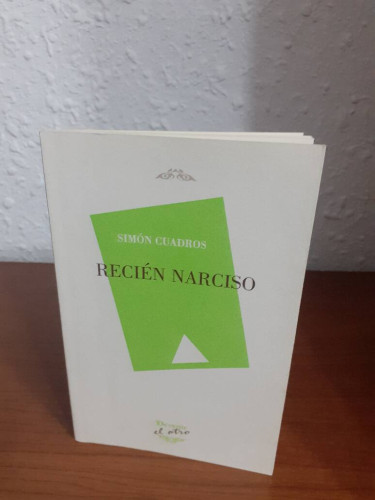 SIMÓN CUADROS
RECIÉN NARCISO
el otro